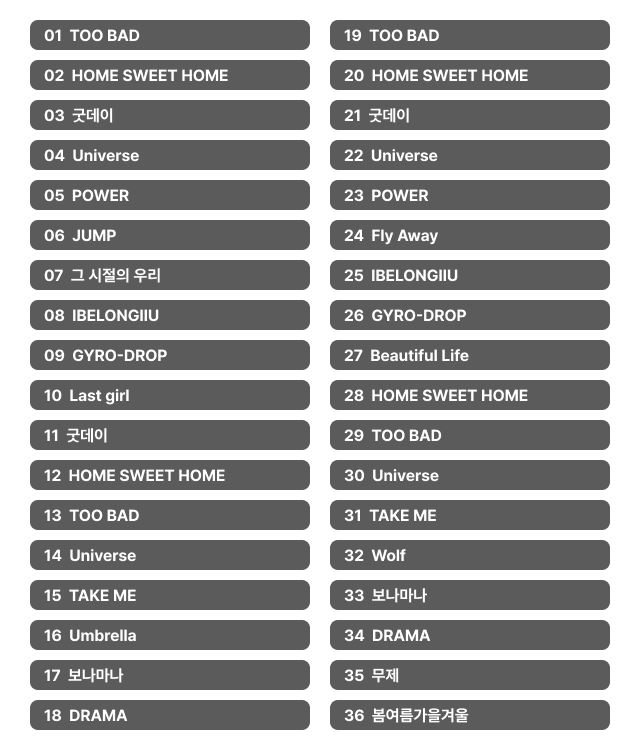 01 TOO BAD
02 HOME SWEET HOME
03 굿데이
04 Universe
05 POWER
06 JUMP
07 그 시절의 우리
08 IBELONGIIU
09 GYRO-DROP
10 Last girl
11 굿데이
12 HOME SWEET HOME
13 TOO BAD
14 Universe
15 TAKE ME
16 Umbrella
17 보나마나
18 DRAMA
19 TOO BAD
20 HOME SWEET HOME
21 굿데이
22 Universe
23 POWER
24 Fly Away
25 IBELONGIIU
26 GYRO-DROP
27 Beautiful Life
28 HOME SWEET HOME
29 TOO BAD
30 Universe
31 TAKE ME
32 Wolf
33 보나마나
34 DRAMA
35 무제
36 봄여름가을겨울